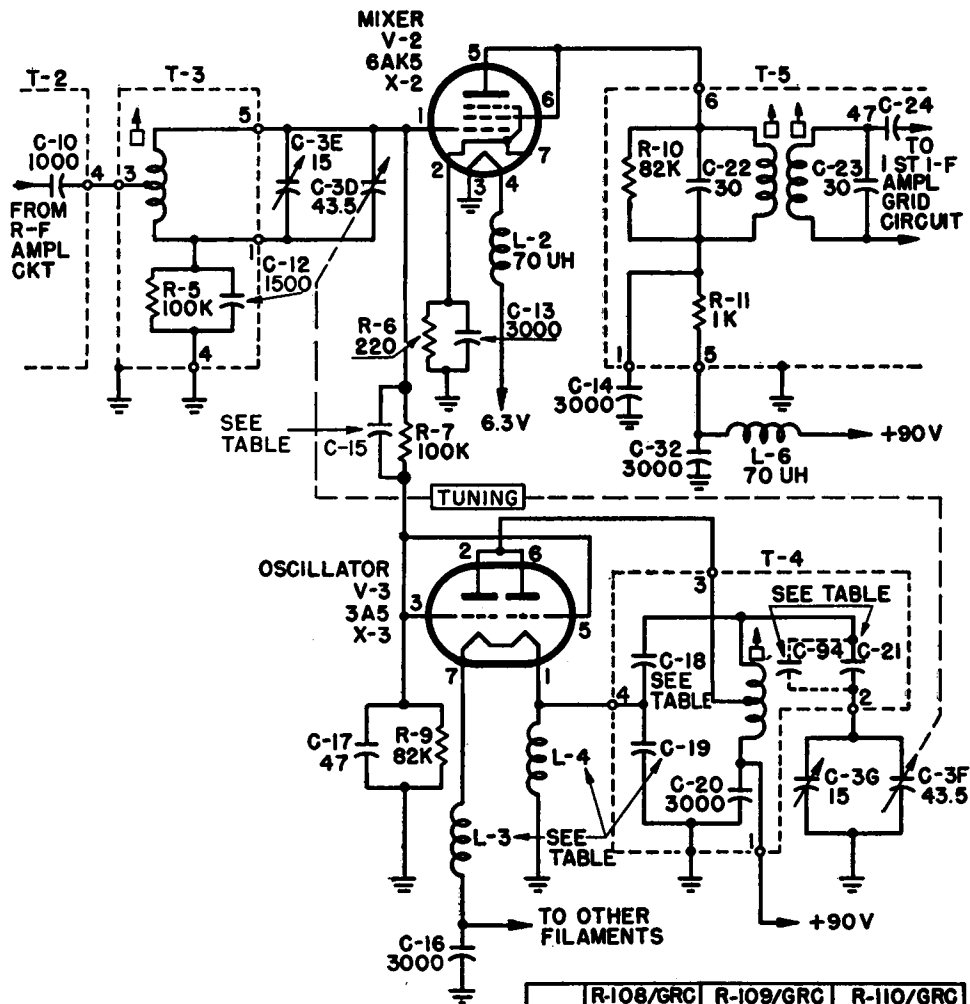 MIXER
V-2
6AK5
X-2
5
6
1
2
3
4
7
T-2
T-3
5
C-10
1000
4
3
FROM
R-F
AMPL
CKT
C-3E
15
C-3D
43.5
1
C-12
1500
R-5
100K
4
L-2
70 UH
R-6
220
C-13
3000
6.3V
T-5
6
R-10
82K
C-22
30
C-23
30
47
C-24
TO
1ST I-F
AMPL
GRID
CIRCUIT
R-11
1K
1
5
C-14
3000
C-32
3000
L-6
70 UH
+90V
SEE
TABLE
C-15
R-7
100K
TUNING
OSCILLATOR
V-3
3A5
X-3
2
6
3
5
7
1
T-4
3
SEE TABLE
C-94
C-21
C-18
SEE
TABLE
4
2
C-19
C-20
3000
1
C-3G
15
C-3F
43.5
C-17
47
R-9
82K
L-4
L-3
SEE
TABLE
+90V
TO OTHER
FILAMENTS
C-16
3000
R-108/GRC R-109/GRC R-110/GRC